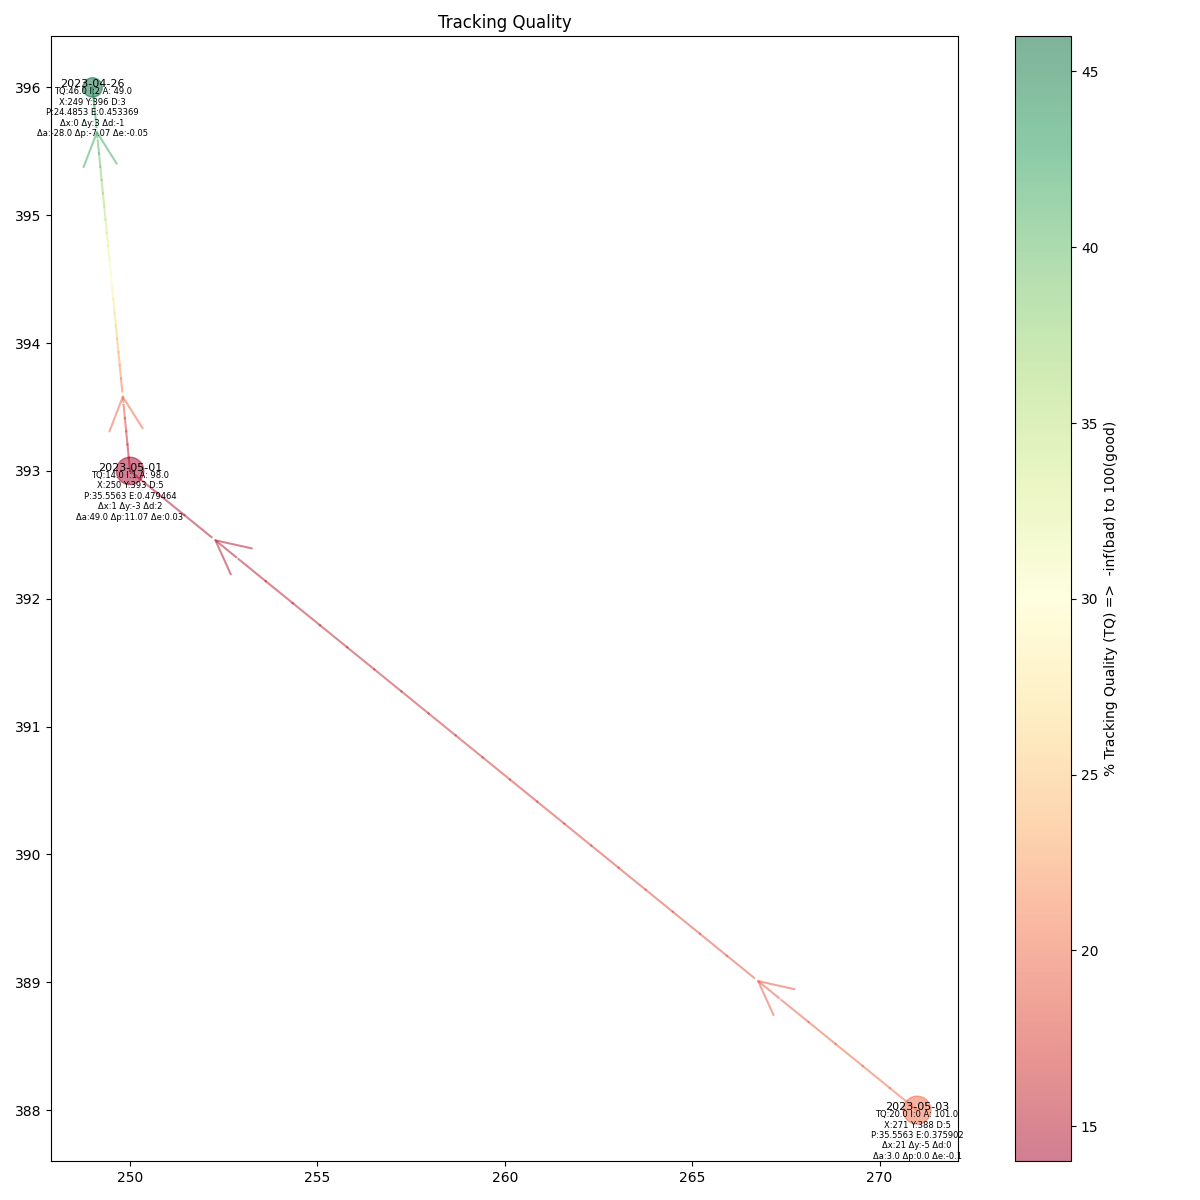 Tracking Quality
396
395
394
393
392
391
390
389
388
250
255
260
265
270
2023-04-26
TQ:46.0 I:2 A: 49.0
X:249 Y:396 D:3
P:24.4853 E:0.453369
Δx:0 Δy:3 Δd:-1
Δa:-28.0 Δp:-7.07 Δe:-0.05
2023-05-01
TQ:14.0 I:1 A: 98.0
X:250 Y:393 D:5
P:35.5563 E:0.479464
Δx:1 Δy:-3 Δd:2
Δa:49.0 Δp:11.07 Δe:0.03
2023-05-03
TQ:20.0 I:0 A: 101.0
X:271 Y:388 D:5
P:35.5563 E:0.375902
Δx:21 Δy:-5 Δd:0
Δa:3.0 Δp:0.0 Δe:-0.1
45
40
35
30
25
20
15
% Tracking Quality (TQ) => -inf(bad) to 100(good)